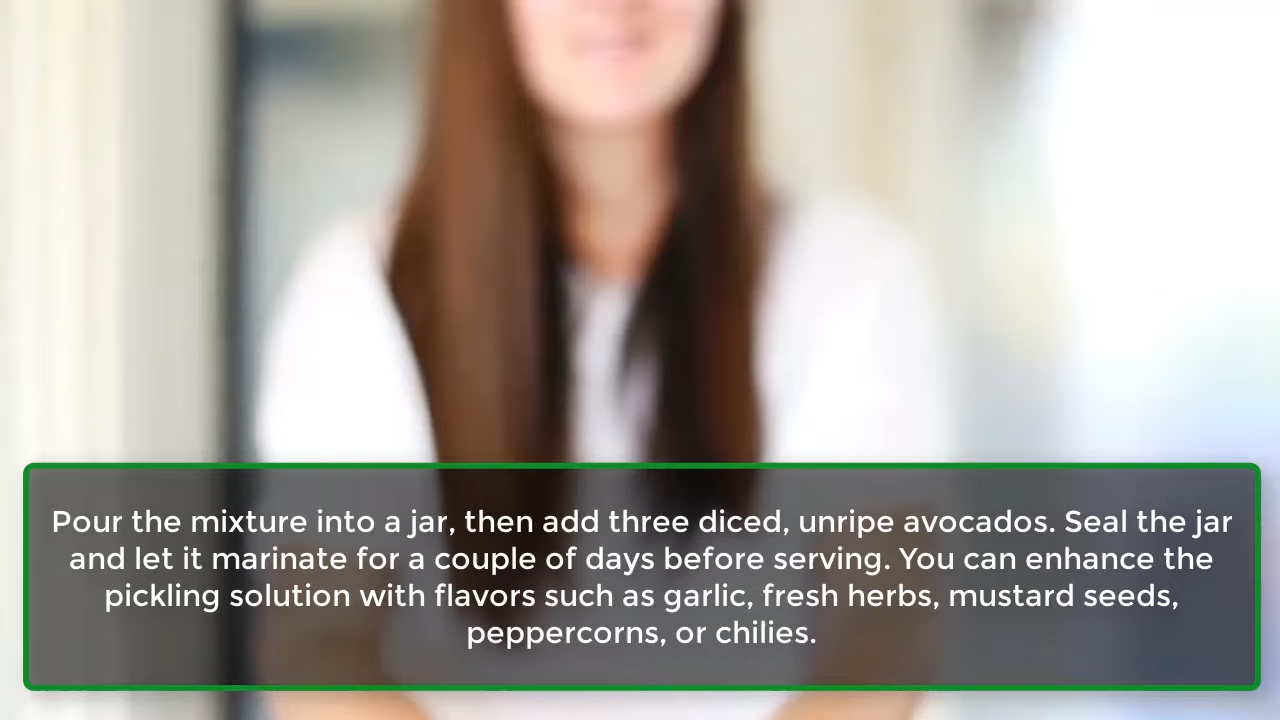 Pour the mixture into a jar, then add three diced, unripe avocados. Seal the jar
and let it marinate for a couple of days before serving. You can enhance the
pickling solution with flavors such as garlic, fresh herbs, mustard seeds,
peppercorns, or chilies.